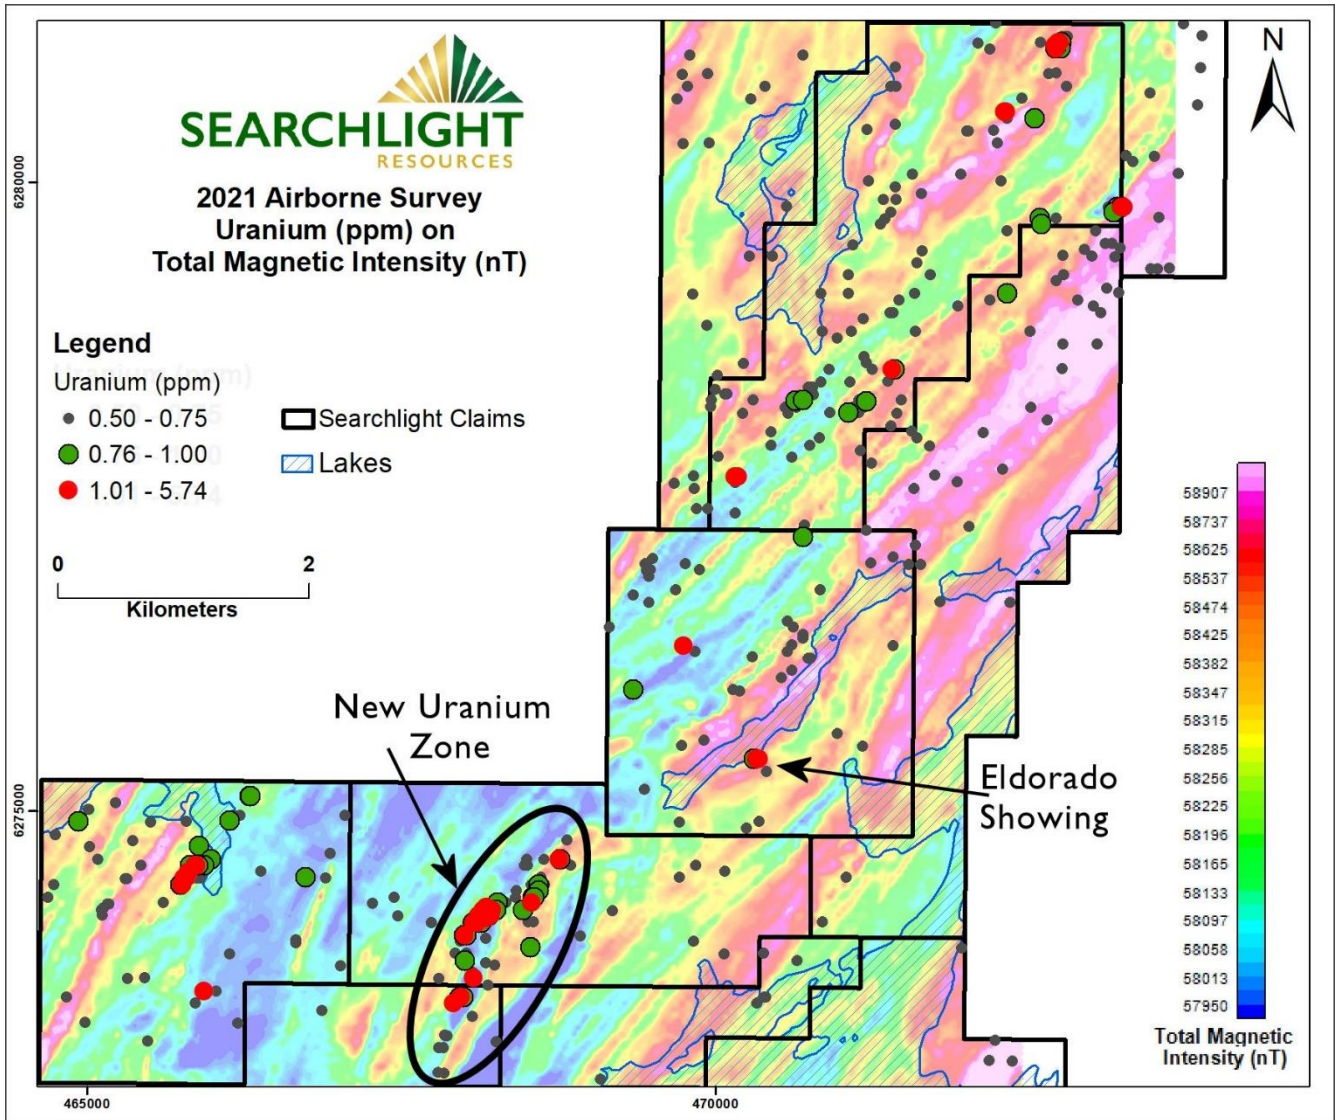 SEARCHLIGHT
RESOURCES
2021 Airborne Survey
Uranium (ppm) on
Total Magnetic Intensity (nT)
N
6280000
Legend
Uranium (ppm)
0.50 - 0.75
0.76 - 1.00
1.01 - 5.74
Searchlight Claims
Lakes
0 2
Kilometers
New Uranium
Zone
Eldorado
Showing
6275000
58907
58737
58625
58537
58474
58425
58382
58347
58315
58285
58256
58225
58196
58165
58133
58097
58058
58013
57950
Total Magnetic
Intensity (nT)
465000
470000